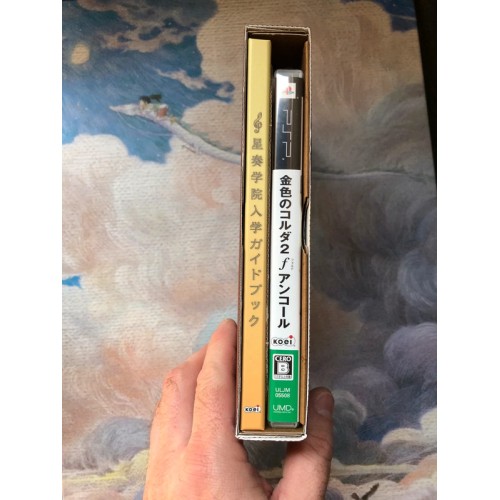 星奏学院入学ガイドブック
koei
PSP
金色のコルダ2 f アンコール
koei
CERO
B
ULJM
05508
UMD